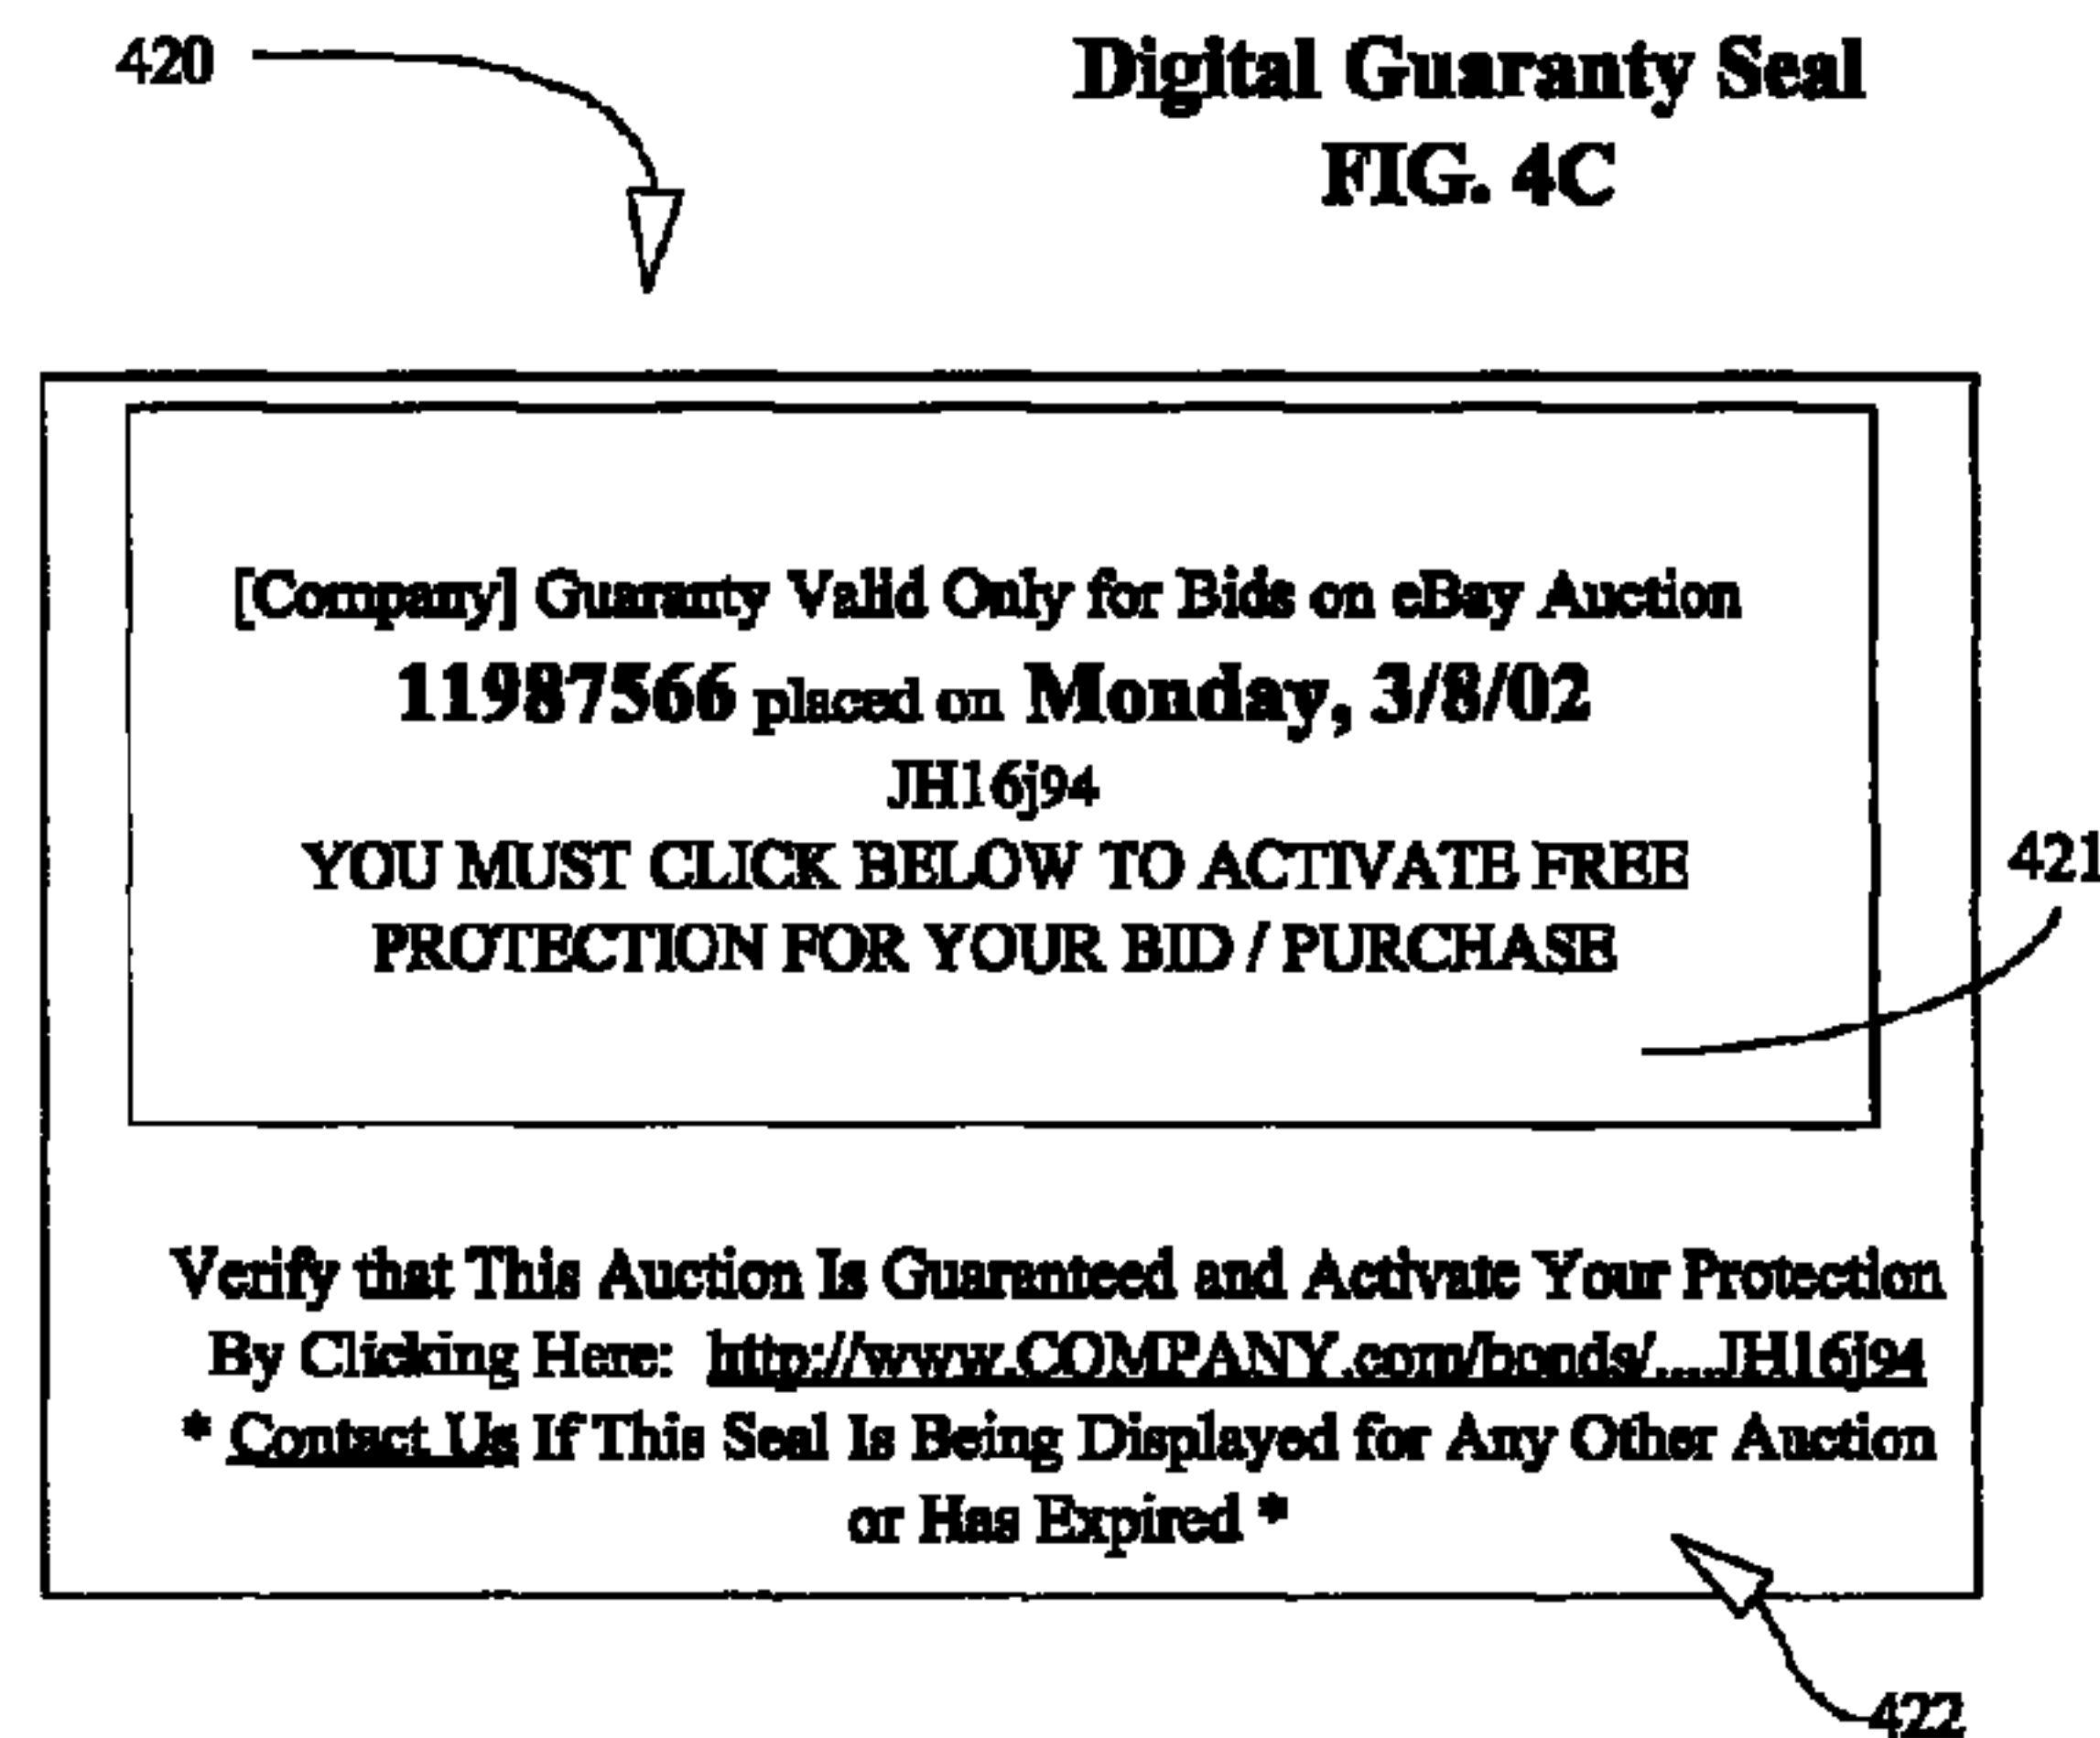 420
Digital Guaranty Seal
FIG. 4C
[Company] Guaranty Valid Only for Bids on eBay Auction
11987566 placed on Monday, 3/8/02
JH16j94
YOU MUST CLICK BELOW TO ACTIVATE FREE
PROTECTION FOR YOUR BID / PURCHASE
421
Verify that This Auction Is Guaranteed and Activate Your Protection
By Clicking Here: http://www.COMPANY.com/bonds/.....JH16j94
* Contact Us If This Seal Is Being Displayed for Any Other Auction
or Has Expired *
422